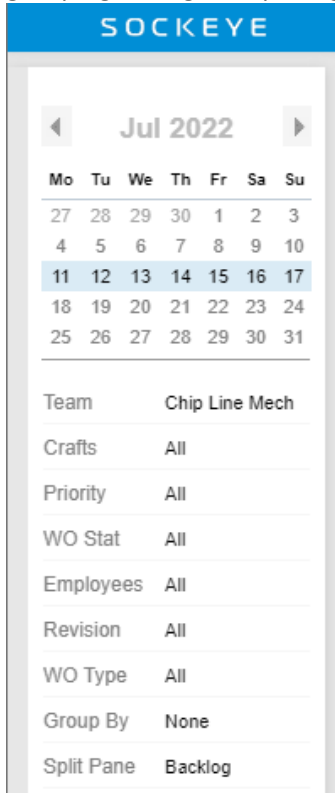 SOCKEYE
Jul 2022
Mo Tu We Th Fr Sa Su
27 28 29 30 1 2 3
4 5 6 7 8 9 10
11 12 13 14 15 16 17
18 19 20 21 22 23 24
25 26 27 28 29 30 31
Team Chip Line Mech
Crafts All
Priority All
WO Stat All
Employees All
Revision All
WO Type All
Group By None
Split Pane Backlog